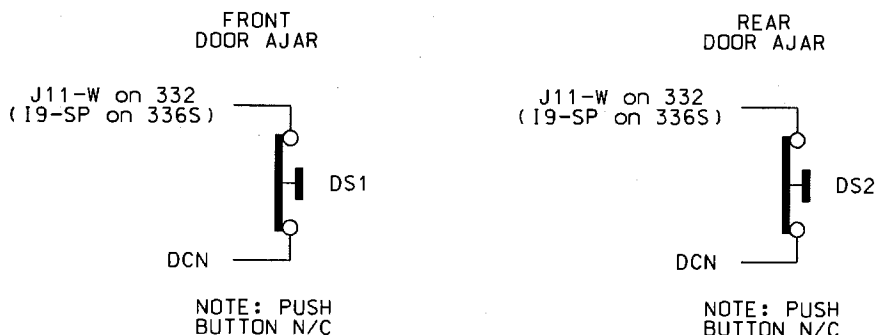 FRONT
DOOR AJAR
J11-W on 332
(I9-SP on 336S)
DS1
DCN
NOTE: PUSH
BUTTON N/C
REAR
DOOR AJAR
J11-W on 332
(I9-SP on 336S)
DS2
DCN
NOTE: PUSH
BUTTON N/C